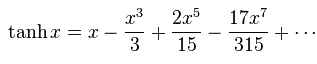 tanh x = x − x³/3 + 2x⁵/15 − 17x⁷/315 + ⋯